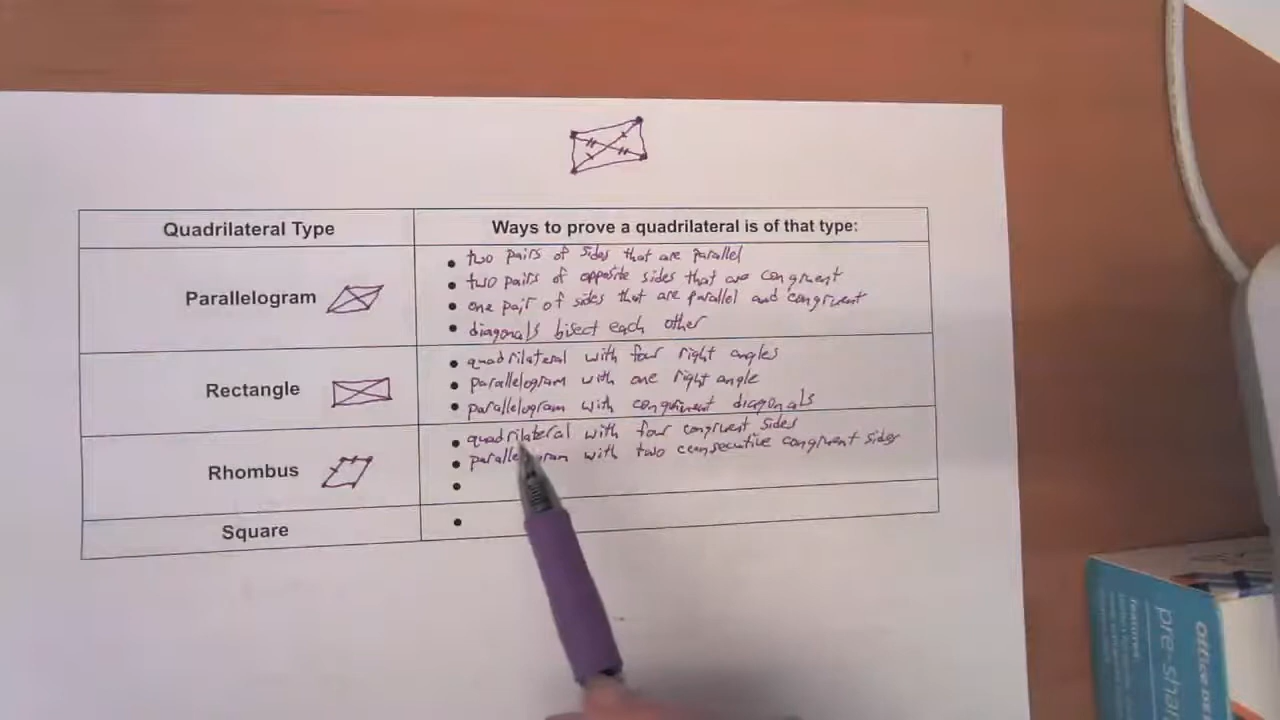 Quadrilateral Type
Ways to prove a quadrilateral is of that type:
Parallelogram
• two pairs of sides that are parallel
• two pairs of opposite sides that are congruent
• one pair of sides that are parallel and congruent
• diagonals bisect each other
Rectangle
• quadrilateral with four right angles
• parallelogram with one right angle
• parallelogram with congruent diagonals
Rhombus
• quadrilateral with four congruent sides
• parallelogram with two consecutive congruent sides
•
Square
•
features:
pre-shar